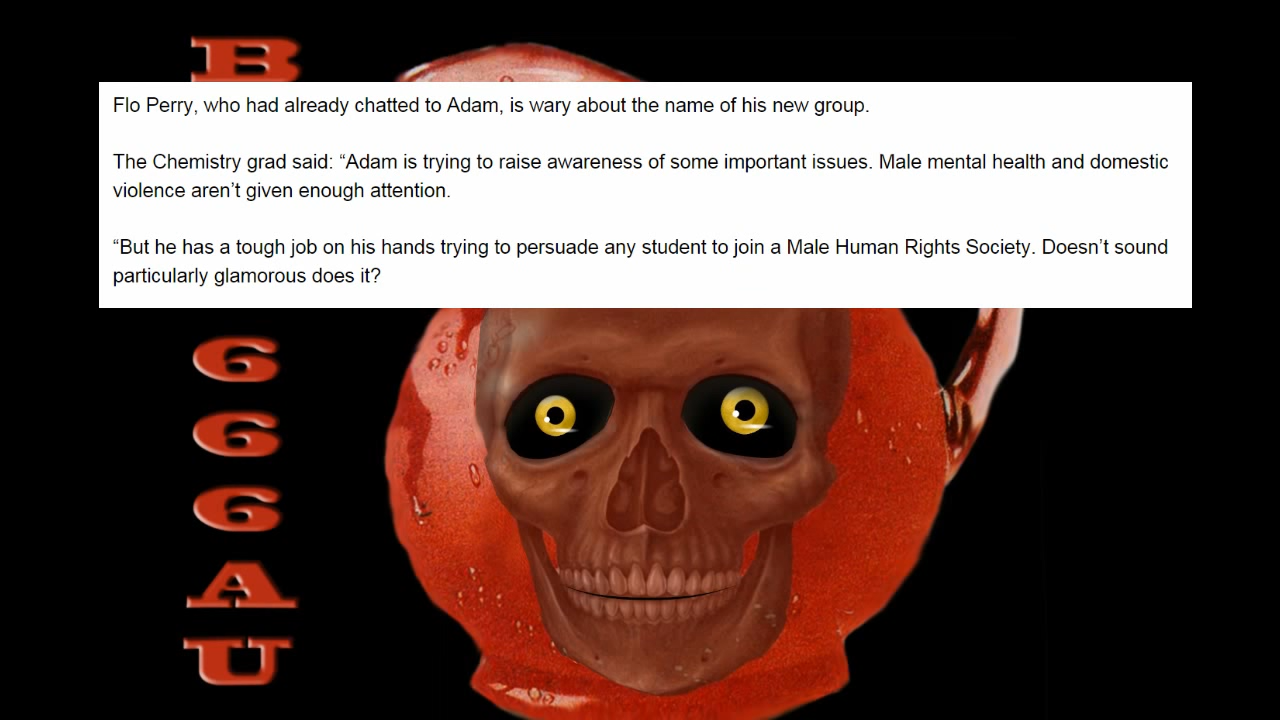 B
Flo Perry, who had already chatted to Adam, is wary about the name of his new group.
The Chemistry grad said: “Adam is trying to raise awareness of some important issues. Male mental health and domestic
violence aren’t given enough attention.
“But he has a tough job on his hands trying to persuade any student to join a Male Human Rights Society. Doesn’t sound
particularly glamorous does it?
6
6
6
A
U